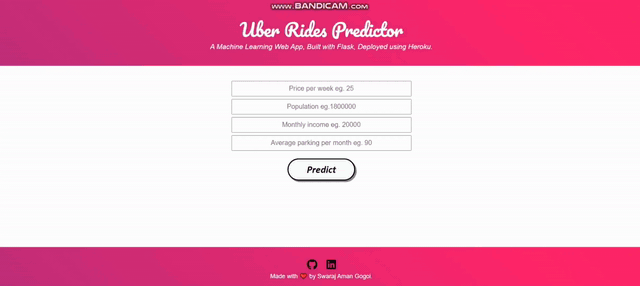 www.BANDICAM.com
Uber Rides Predictor
A Machine Learning Web App, Built with Flask, Deployed using Heroku.
Price per week eg. 25
Population eg.1800000
Monthly income eg. 20000
Average parking per month eg. 90
Predict
Made with ❤ by Swaraj Aman Gogoi